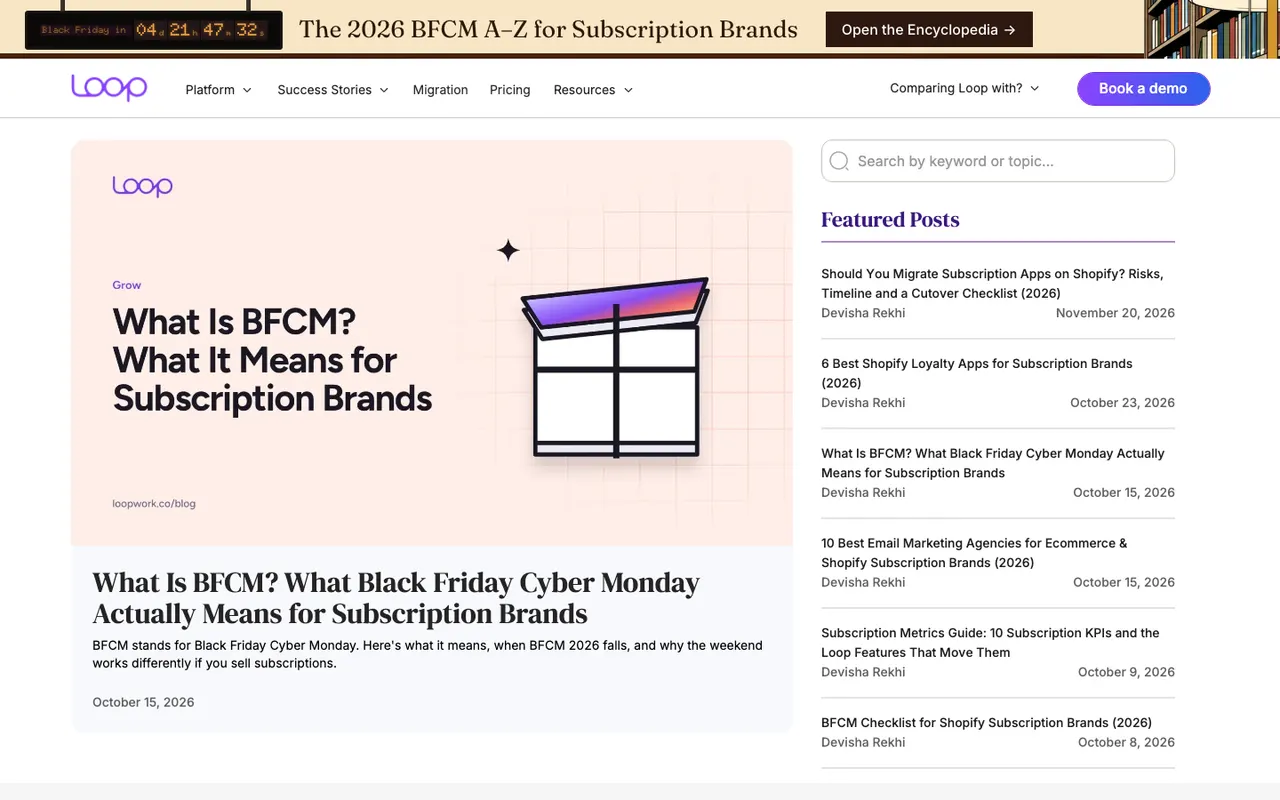 Black Friday in 04d 21h 47m 32s
The 2026 BFCM A–Z for Subscription Brands
Open the Encyclopedia →
Loop
Platform
Success Stories
Migration
Pricing
Resources
Comparing Loop with?
Book a demo
Loop
Grow
What Is BFCM?
What It Means for
Subscription Brands
loopwork.co/blog
What Is BFCM? What Black Friday Cyber Monday
Actually Means for Subscription Brands
BFCM stands for Black Friday Cyber Monday. Here's what it means, when BFCM 2026 falls, and why the weekend
works differently if you sell subscriptions.
October 15, 2026
Search by keyword or topic...
Featured Posts
Should You Migrate Subscription Apps on Shopify? Risks,
Timeline and a Cutover Checklist (2026)
Devisha Rekhi November 20, 2026
6 Best Shopify Loyalty Apps for Subscription Brands
(2026)
Devisha Rekhi October 23, 2026
What Is BFCM? What Black Friday Cyber Monday Actually
Means for Subscription Brands
Devisha Rekhi October 15, 2026
10 Best Email Marketing Agencies for Ecommerce &
Shopify Subscription Brands (2026)
Devisha Rekhi October 15, 2026
Subscription Metrics Guide: 10 Subscription KPIs and the
Loop Features That Move Them
Devisha Rekhi October 9, 2026
BFCM Checklist for Shopify Subscription Brands (2026)
Devisha Rekhi October 8, 2026